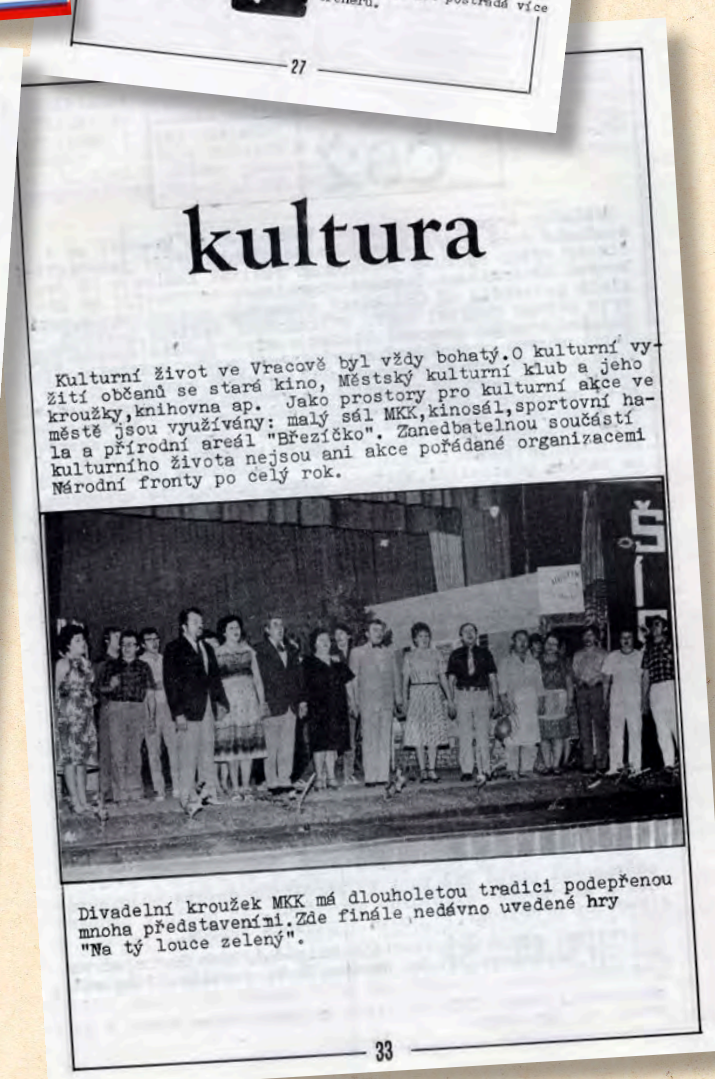 postrádá více
27
kultura
Kulturní život ve Vracově byl vždy bohatý.O kulturní vy-
žití občanů se stará kino, Městský kulturní klub a jeho
kroužky,knihovna ap. Jako prostory pro kulturní akce ve
městě jsou využívány: malý sál MKK,kinosál,sportovní ha-
la a přírodní areál "Březíčko". Zanedbatelnou součástí
kulturního života nejsou ani akce pořádané organizacemi
Národní fronty po celý rok.
Divadelní kroužek MKK má dlouholetou tradici podepřenou
mnoha představeními.Zde finále nedávno uvedené hry
"Na tý louce zelený".
33